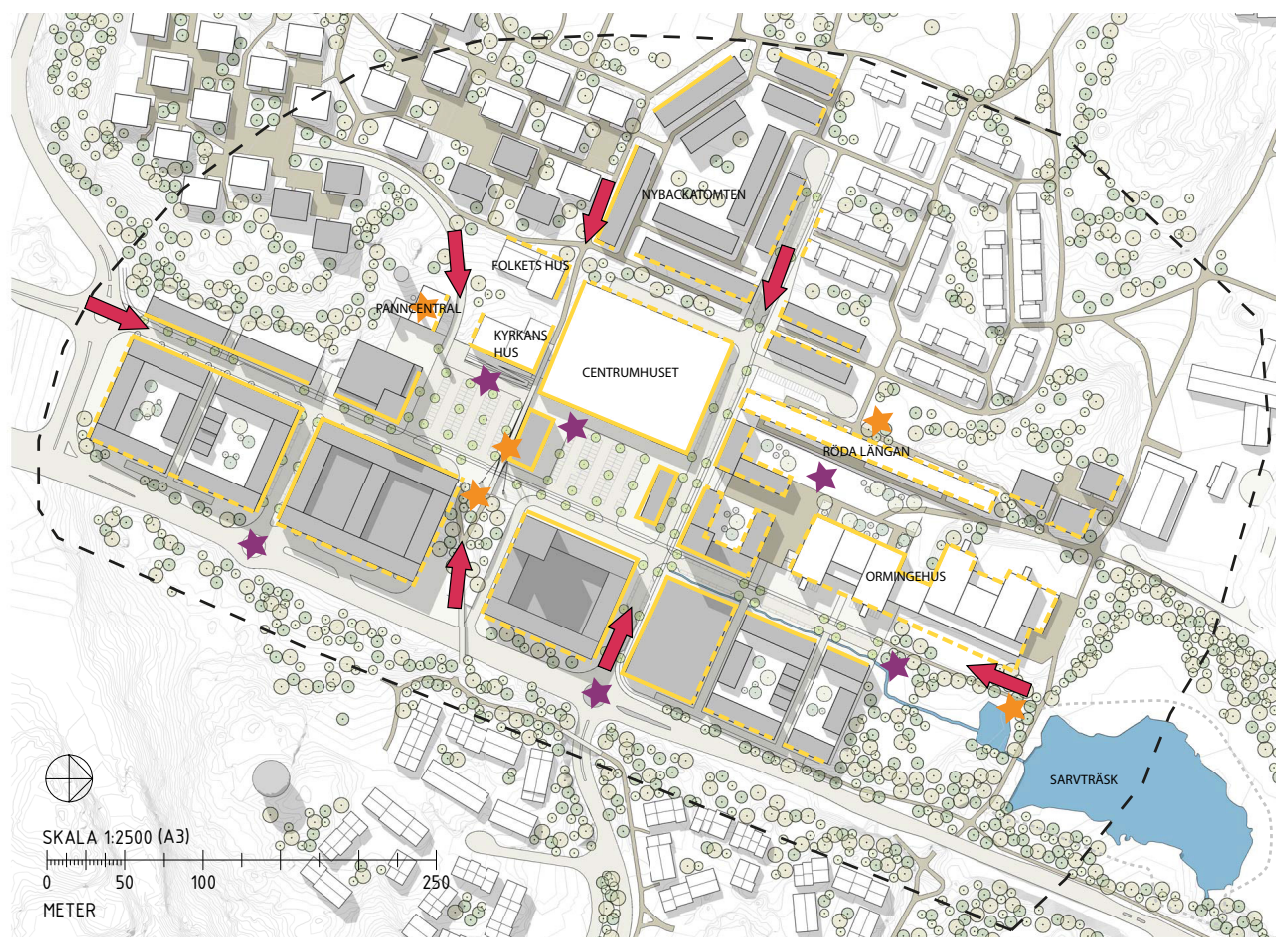 NYBACKATOMTEN
FOLKETS HUS
PANNCENTRAL
KYRKANS
HUS
CENTRUMHUSET
RÖDA LÄNGAN
ORMINGEHUS
SARVTRÄSK
SKALA 1:2500 (A3)
0 50 100 250
METER